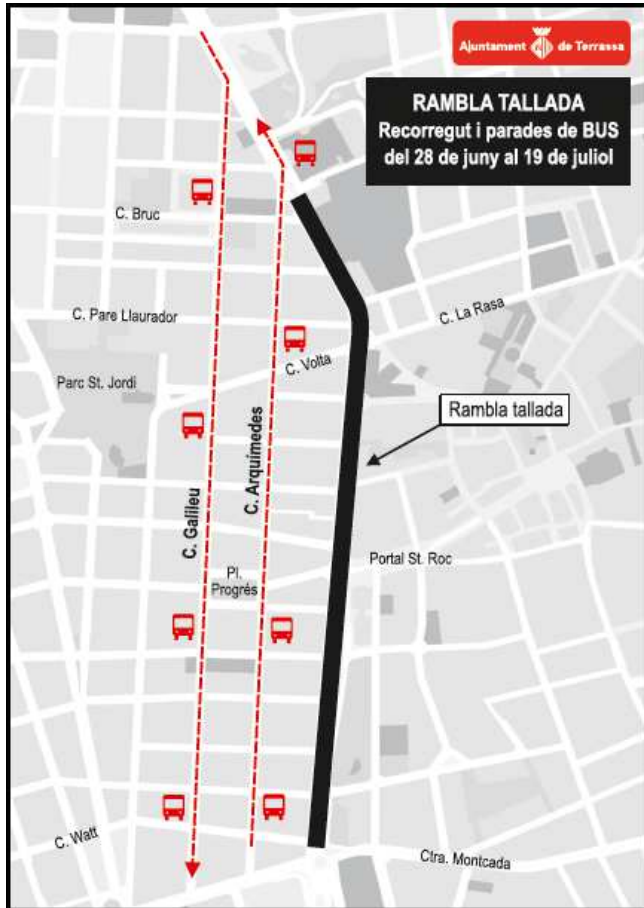 Ajuntament de Terrassa
RAMBLA TALLADA
Recorregut i parades de BUS
del 28 de juny al 19 de juliol
C. Bruc
C. Pare Llaurador
C. La Rasa
C. Volta
Parc St. Jordi
Rambla tallada
C. Arquímedes
C. Galileu
Portal St. Roc
Pl.
Progrés
C. Watt
Ctra. Montcada